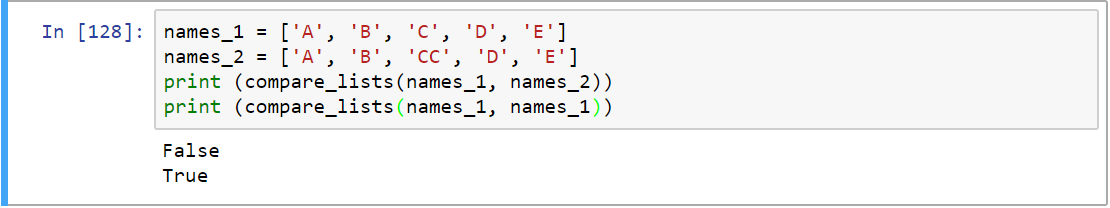 In [128]: names_1 = ['A', 'B', 'C', 'D', 'E']
names_2 = ['A', 'B', 'CC', 'D', 'E']
print (compare_lists(names_1, names_2))
print (compare_lists(names_1, names_1))
False
True